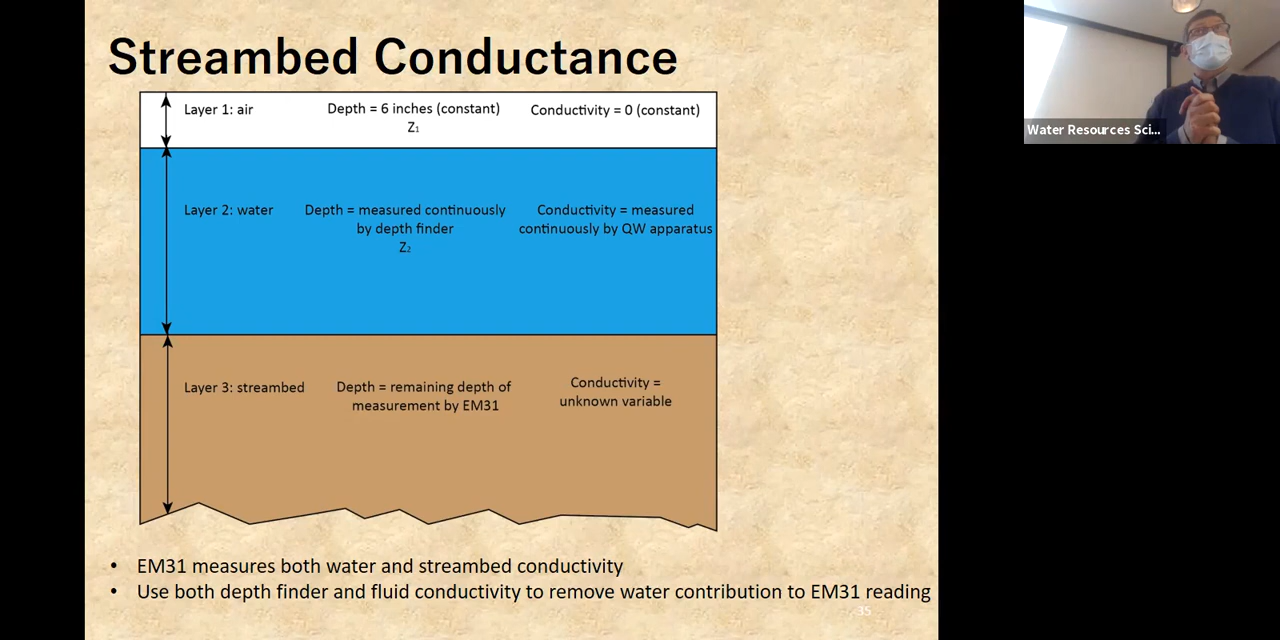 Streambed Conductance
Layer 1: air
Depth = 6 inches (constant)
Z₁
Conductivity = 0 (constant)
Layer 2: water
Depth = measured continuously
by depth finder
Z₂
Conductivity = measured
continuously by QW apparatus
Layer 3: streambed
Depth = remaining depth of
measurement by EM31
Conductivity =
unknown variable
• EM31 measures both water and streambed conductivity
• Use both depth finder and fluid conductivity to remove water contribution to EM31 reading
35
Water Resources Sci...